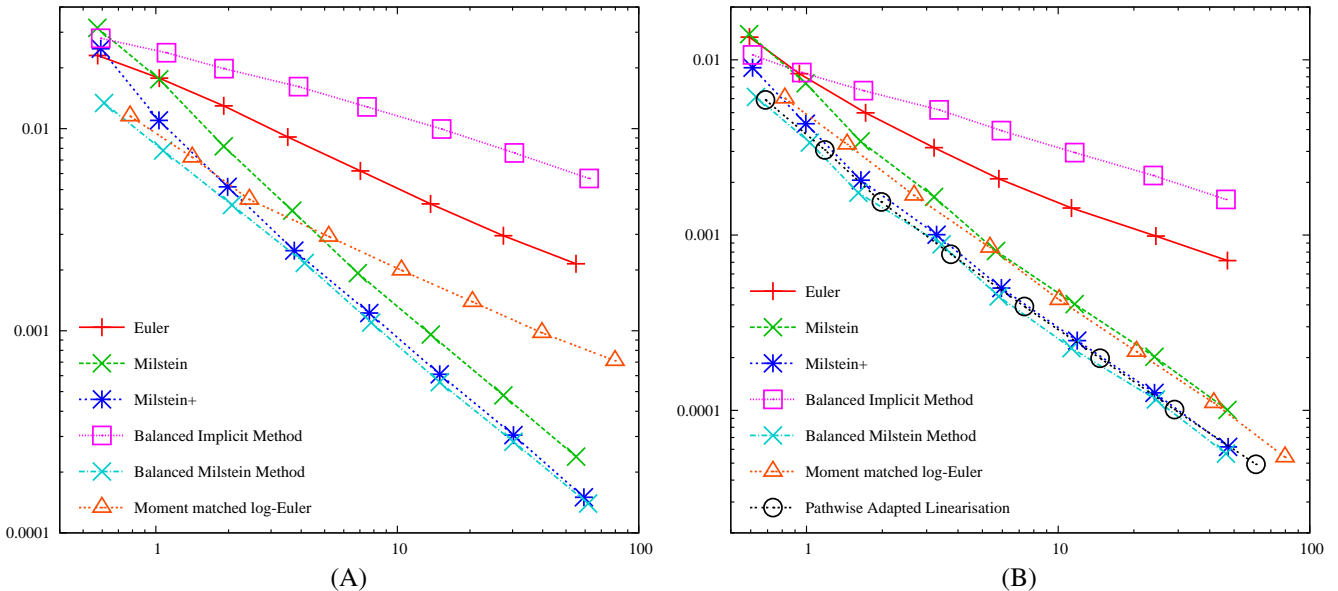 0.01
0.001
0.0001
1
10
100
Euler
Milstein
Milstein+
Balanced Implicit Method
Balanced Milstein Method
Moment matched log-Euler
(A)
0.01
0.001
0.0001
1
10
100
Euler
Milstein
Milstein+
Balanced Implicit Method
Balanced Milstein Method
Moment matched log-Euler
Pathwise Adapted Linearisation
(B)